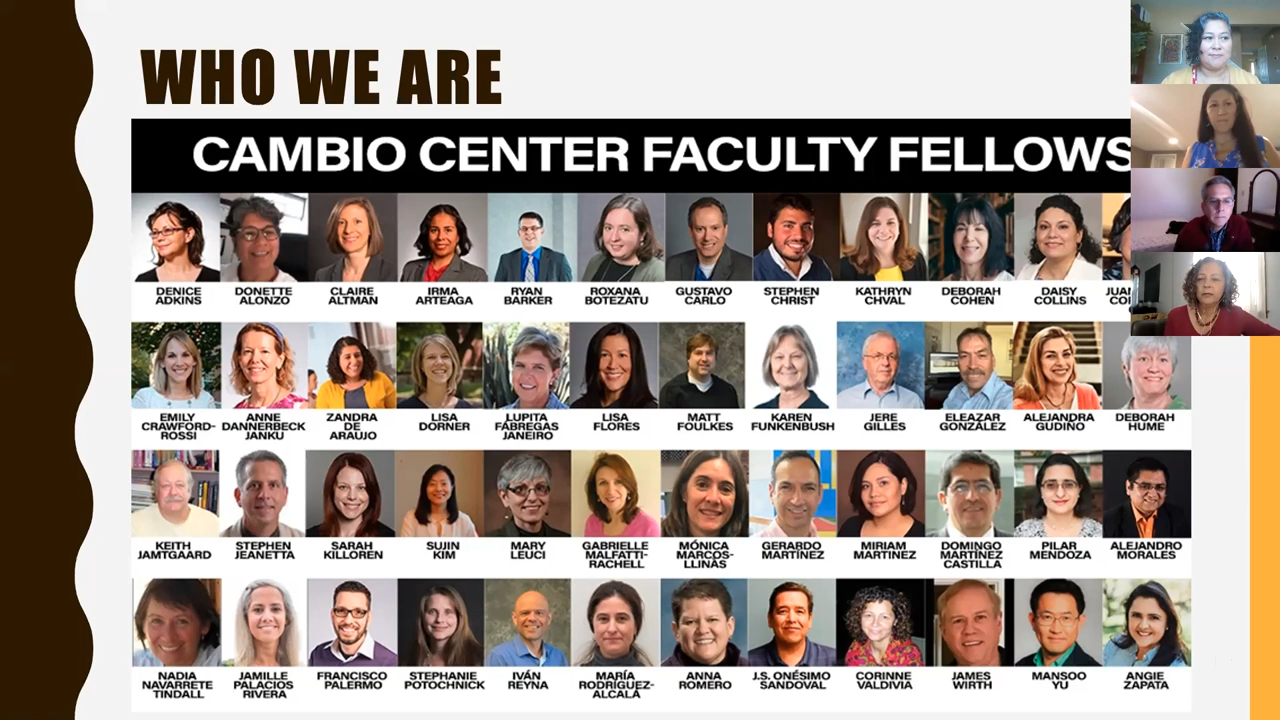 WHO WE ARE
CAMBIO CENTER FACULTY FELLOWS
DENICE ADKINS
DONETTE ALONZO
CLAIRE ALTMAN
IRMA ARTEAGA
RYAN BARKER
ROXANA BOTEZATU
GUSTAVO CARLO
STEPHEN CHRIST
KATHRYN CHVAL
DEBORAH COHEN
DAISY COLLINS
EMILY CRAWFORD-ROSSI
ANNE DANNERBECK JANKU
ZANDRA DE ARAUJO
LISA DORNER
LUPITA FÁBREGAS JANEIRO
LISA FLORES
MATT FOULKES
KAREN FUNKENBUSH
JERE GILLES
ELEAZAR GONZÁLEZ
ALEJANDRA GUDIÑO
DEBORAH HUME
KEITH JAMTGAARD
STEPHEN JEANETTA
SARAH KILLOREN
SUJIN KIM
MARY LEUCI
GABRIELLE MALFATTI-RACHELL
MÓNICA MARCOS-LLINÁS
GERARDO MARTÍNEZ
MIRIAM MARTINEZ
DOMINGO MARTÍNEZ CASTILLA
PILAR MENDOZA
ALEJANDRO MORALES
NADIA NAVARRETE TINDALL
JAMILLE PALACIOS RIVERA
FRANCISCO PALERMO
STEPHANIE POTOCHNICK
IVÁN REYNA
MARÍA RODRÍGUEZ-ALCALÁ
ANNA ROMERO
J.S. ONÉSIMO SANDOVAL
CORINNE VALDIVIA
JAMES WIRTH
MANSOO YU
ANGIE ZAPATA